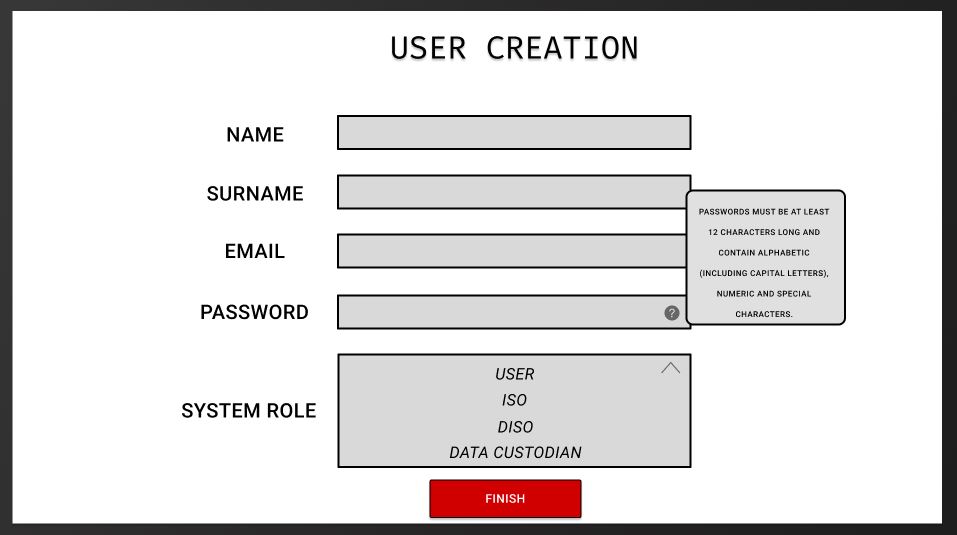 USER CREATION
NAME
SURNAME
EMAIL
PASSWORD
?
PASSWORDS MUST BE AT LEAST
12 CHARACTERS LONG AND
CONTAIN ALPHABETIC
(INCLUDING CAPITAL LETTERS),
NUMERIC AND SPECIAL
CHARACTERS.
SYSTEM ROLE
USER
ISO
DISO
DATA CUSTODIAN
FINISH